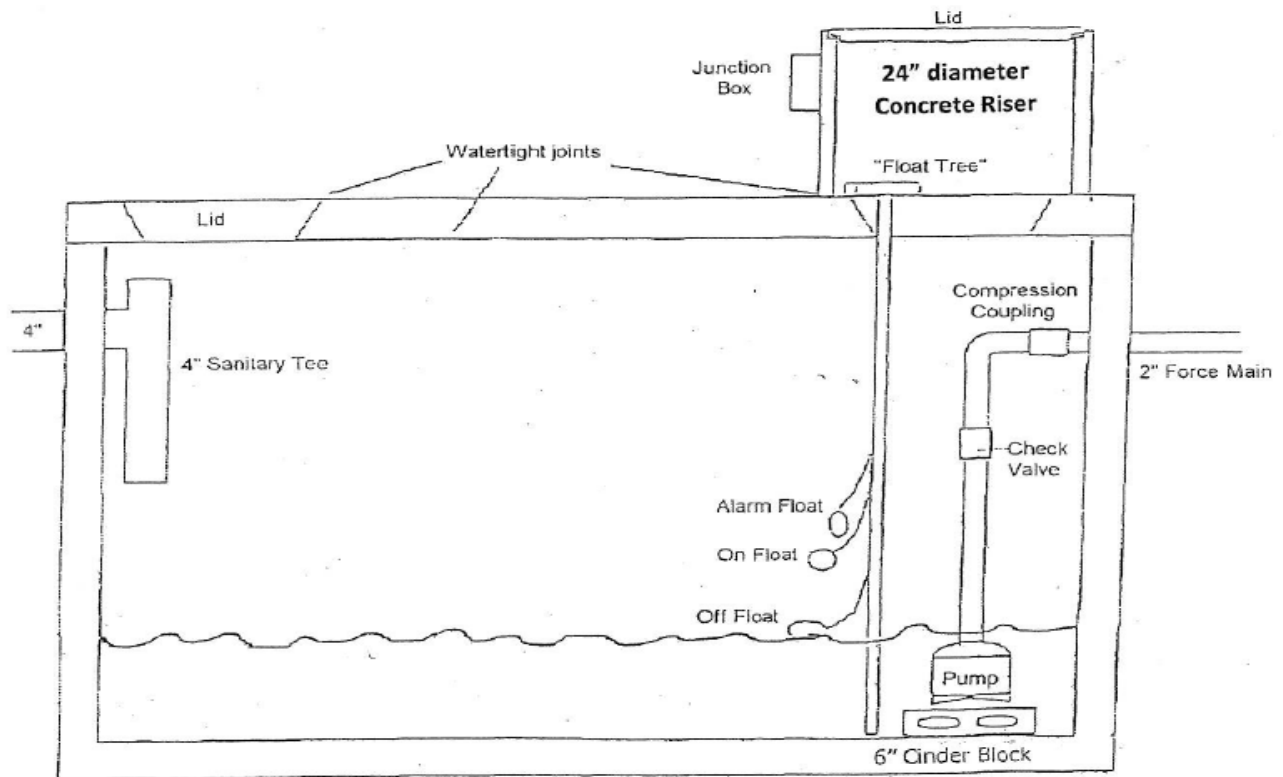 Lid
Junction
Box
24" diameter
Concrete Riser
Watertight joints
"Float Tree"
Lid
Compression
Coupling
4"
4" Sanitary Tee
2" Force Main
Check
Valve
Alarm Float
On Float
Off Float
Pump
6" Cinder Block